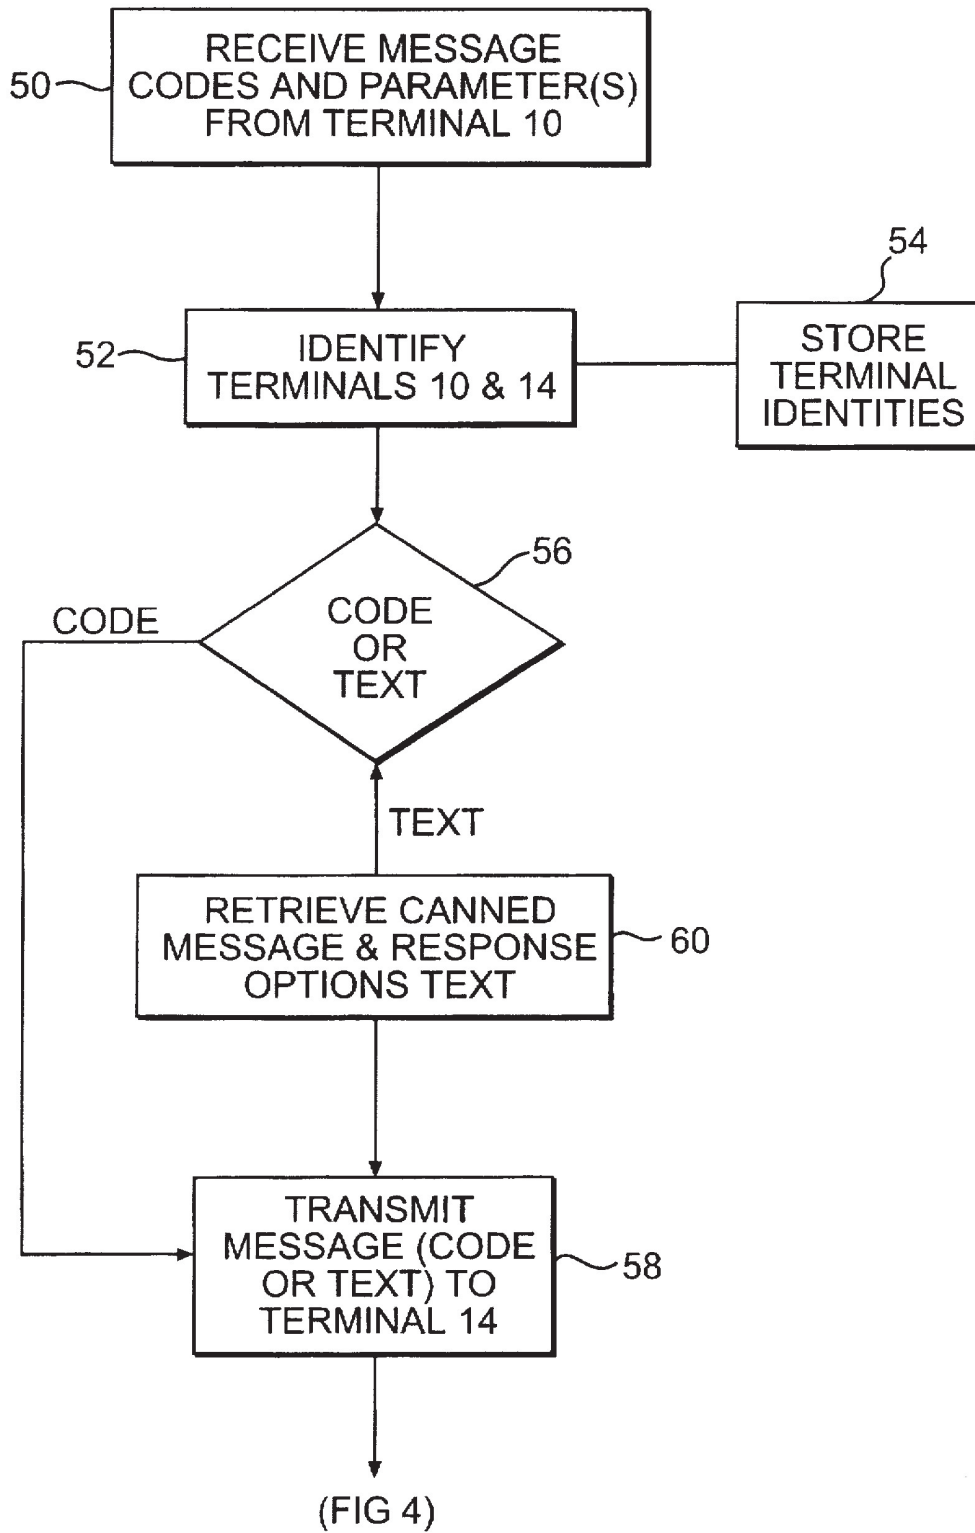 RECEIVE MESSAGE
CODES AND PARAMETER(S)
FROM TERMINAL 10
50
54
IDENTIFY
TERMINALS 10 & 14
52
STORE
TERMINAL
IDENTITIES
56
CODE
OR
TEXT
CODE
TEXT
RETRIEVE CANNED
MESSAGE & RESPONSE
OPTIONS TEXT
60
TRANSMIT
MESSAGE (CODE
OR TEXT) TO
TERMINAL 14
58
(FIG 4)